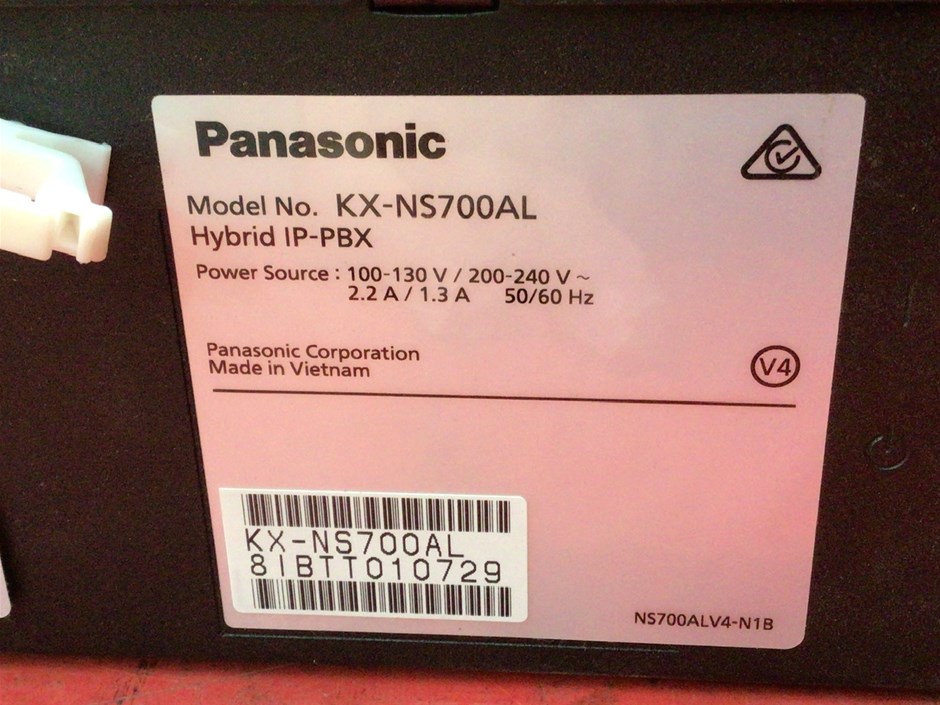 Panasonic
Model No. KX-NS700AL
Hybrid IP-PBX
Power Source : 100-130 V / 200-240 V ~
2.2 A / 1.3 A 50/60 Hz
Panasonic Corporation
Made in Vietnam
V4
KX-NS700AL
8IBTT010729
NS700ALV4-N1B